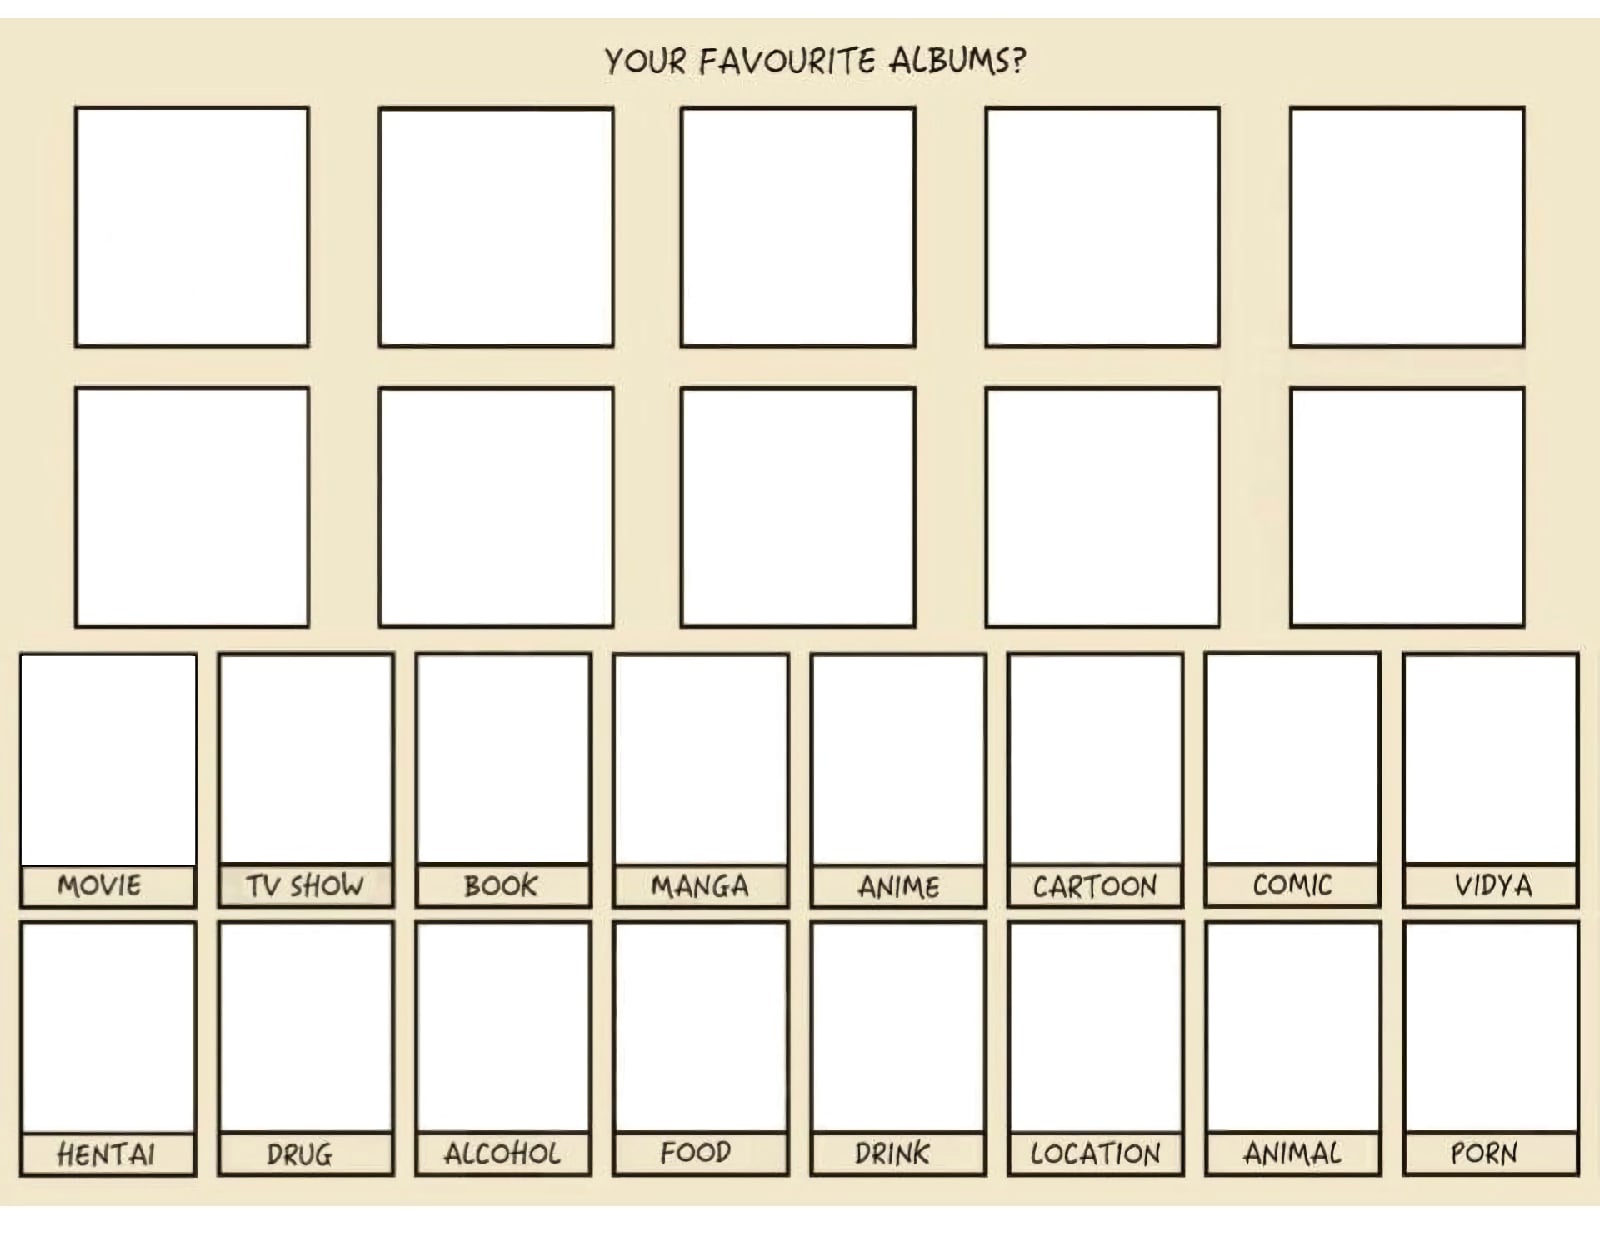 YOUR FAVOURITE ALBUMS?
MOVIE
TV SHOW
BOOK
MANGA
ANIME
CARTOON
COMIC
VIDYA
HENTAI
DRUG
ALCOHOL
FOOD
DRINK
LOCATION
ANIMAL
PORN